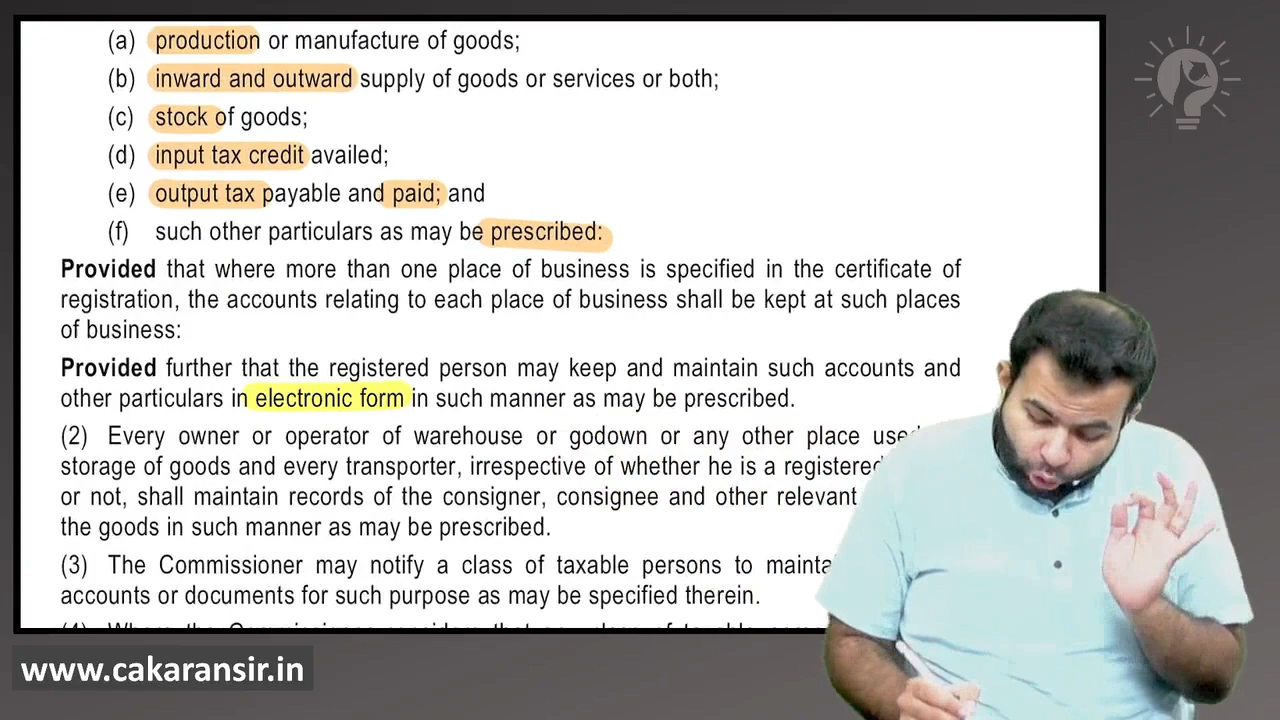 (a) production or manufacture of goods;
(b) inward and outward supply of goods or services or both;
(c) stock of goods;
(d) input tax credit availed;
(e) output tax payable and paid; and
(f) such other particulars as may be prescribed:
Provided that where more than one place of business is specified in the certificate of
registration, the accounts relating to each place of business shall be kept at such places
of business:
Provided further that the registered person may keep and maintain such accounts and
other particulars in electronic form in such manner as may be prescribed.
(2) Every owner or operator of warehouse or godown or any other place
storage of goods and every transporter, irrespective of whether he is a registered
or not, shall maintain records of the consigner, consignee and other relevant
the goods in such manner as may be prescribed.
(3) The Commissioner may notify a class of taxable persons to
accounts or documents for such purpose as may be specified therein.
www.cakaransir.in